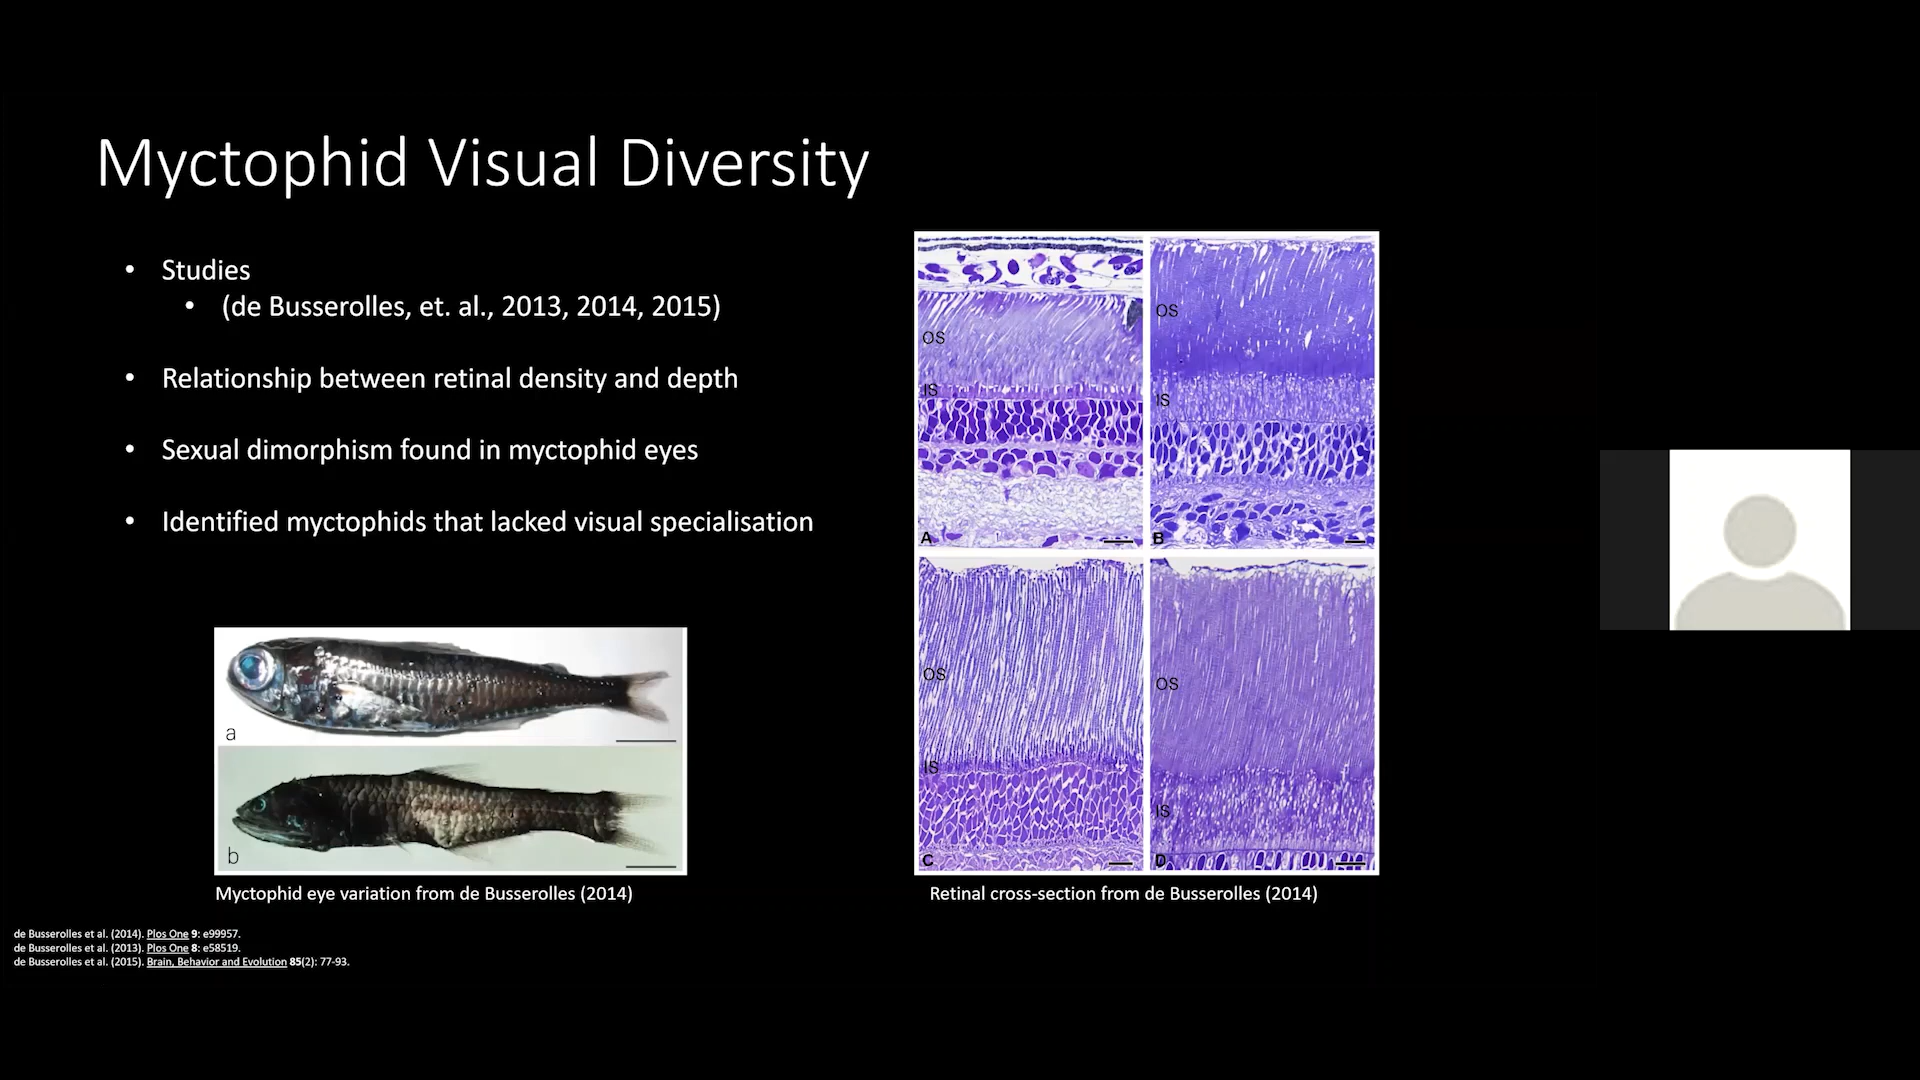 Myctophid Visual Diversity
• Studies
• (de Busserolles, et. al., 2013, 2014, 2015)
• Relationship between retinal density and depth
• Sexual dimorphism found in myctophid eyes
• Identified myctophids that lacked visual specialisation
a
b
Myctophid eye variation from de Busserolles (2014)
OS
IS
A
OS
IS
B
OS
IS
C
OS
IS
D
Retinal cross-section from de Busserolles (2014)
de Busserolles et al. (2014). Plos One 9: e99957.
de Busserolles et al. (2013). Plos One 8: e58519.
de Busserolles et al. (2015). Brain, Behavior and Evolution 85(2): 77-93.